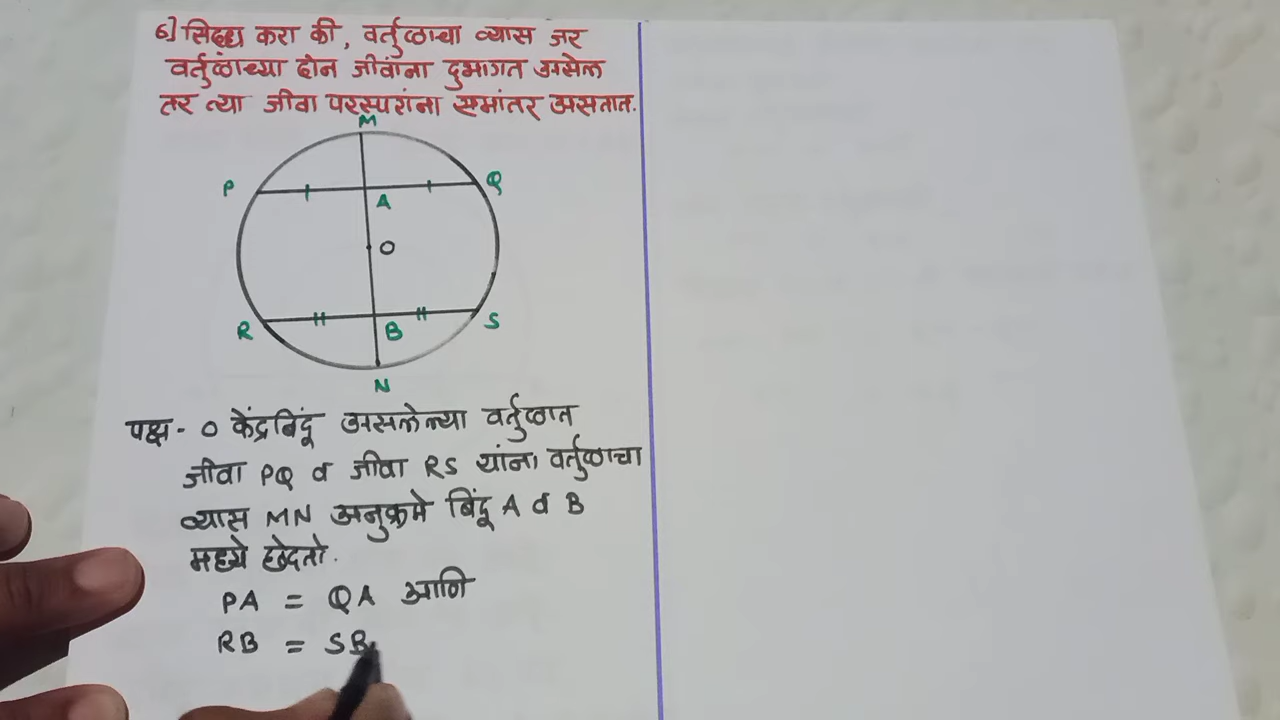 6] सिद्ध करा की, वर्तुळाचा व्यास जर
वर्तुळाच्या दोन जीवांना दुभागत असेल
तर त्या जीवा परस्परांना समांतर असतात.
M
P
Q
A
O
R
B
S
N
पक्ष - O केंद्रबिंदू असलेल्या वर्तुळात
जीवा PQ व जीवा RS यांना वर्तुळाचा
व्यास MN अनुक्रमे बिंदू A व B
मध्ये छेदतो.
PA = QA आणि
RB = SB